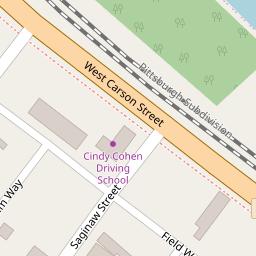 Pittsburgh Subdivision
West Carson Street
Cindy Cohen
Driving
School
Saginaw Street
Way
Field